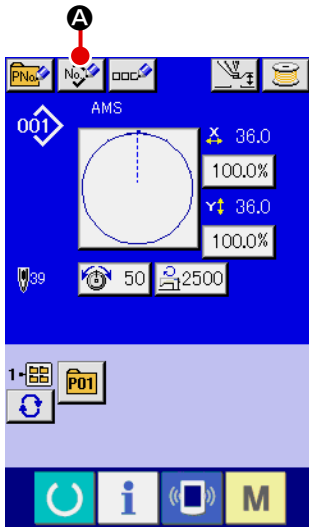 A
PNo. No.
001
AMS
X 36.0
100.0%
Y 36.0
100.0%
39 50 2500
1- P01
i M